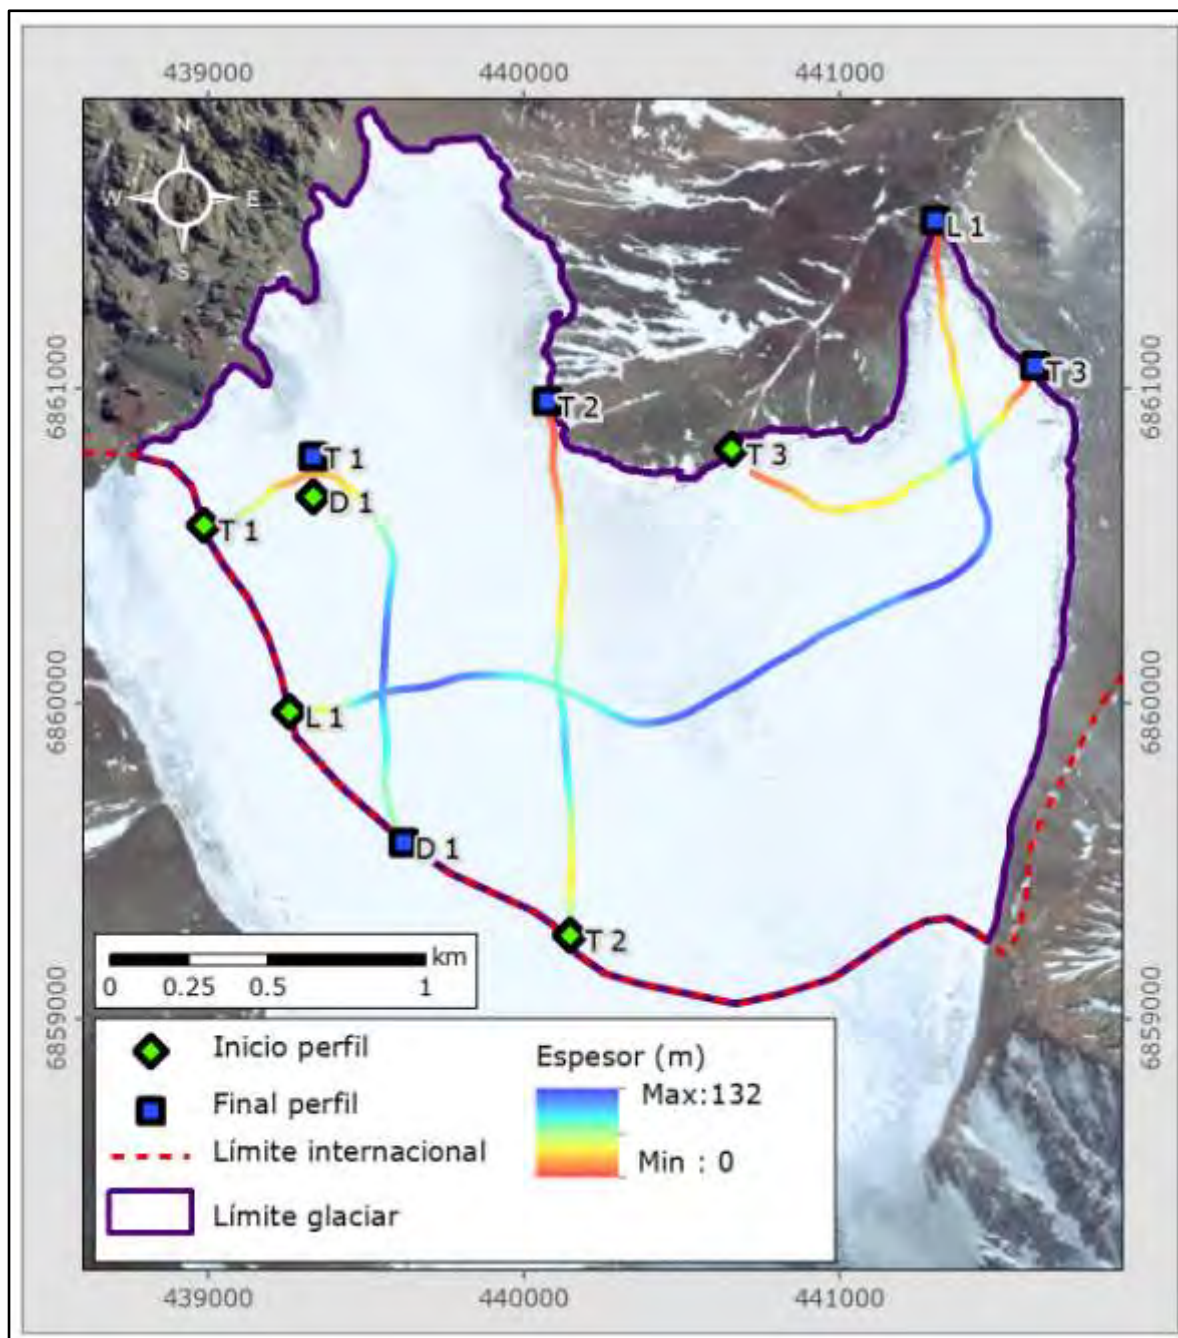 439000 440000 441000
N
W E
S
L 1
6861000 6861000
T 3
T 2
T 3
T 1
D 1
T 1
6860000 6860000
L 1
D 1
T 2
km
0 0.25 0.5 1
6859000 6859000
Inicio perfil
Final perfil
Límite internacional
Límite glaciar
Espesor (m)
Max:132
Min : 0
439000 440000 441000